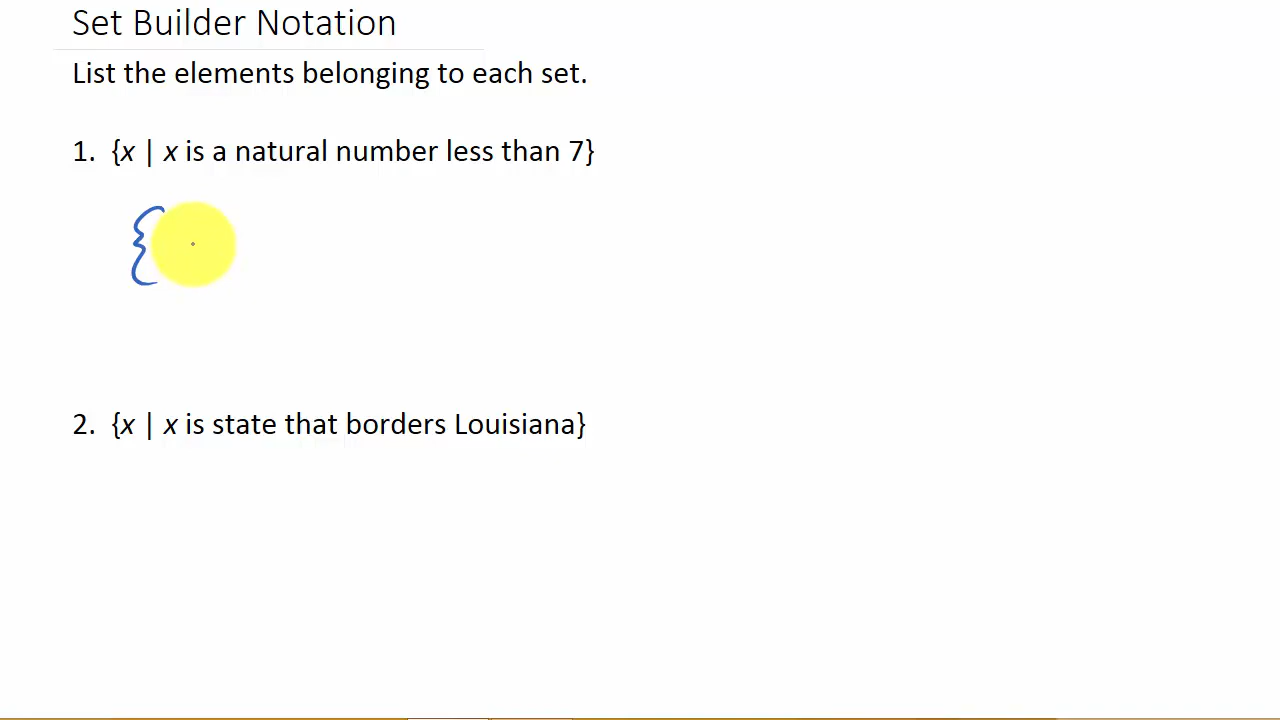 Set Builder Notation
List the elements belonging to each set.
1. {x | x is a natural number less than 7}
{
2. {x | x is state that borders Louisiana}